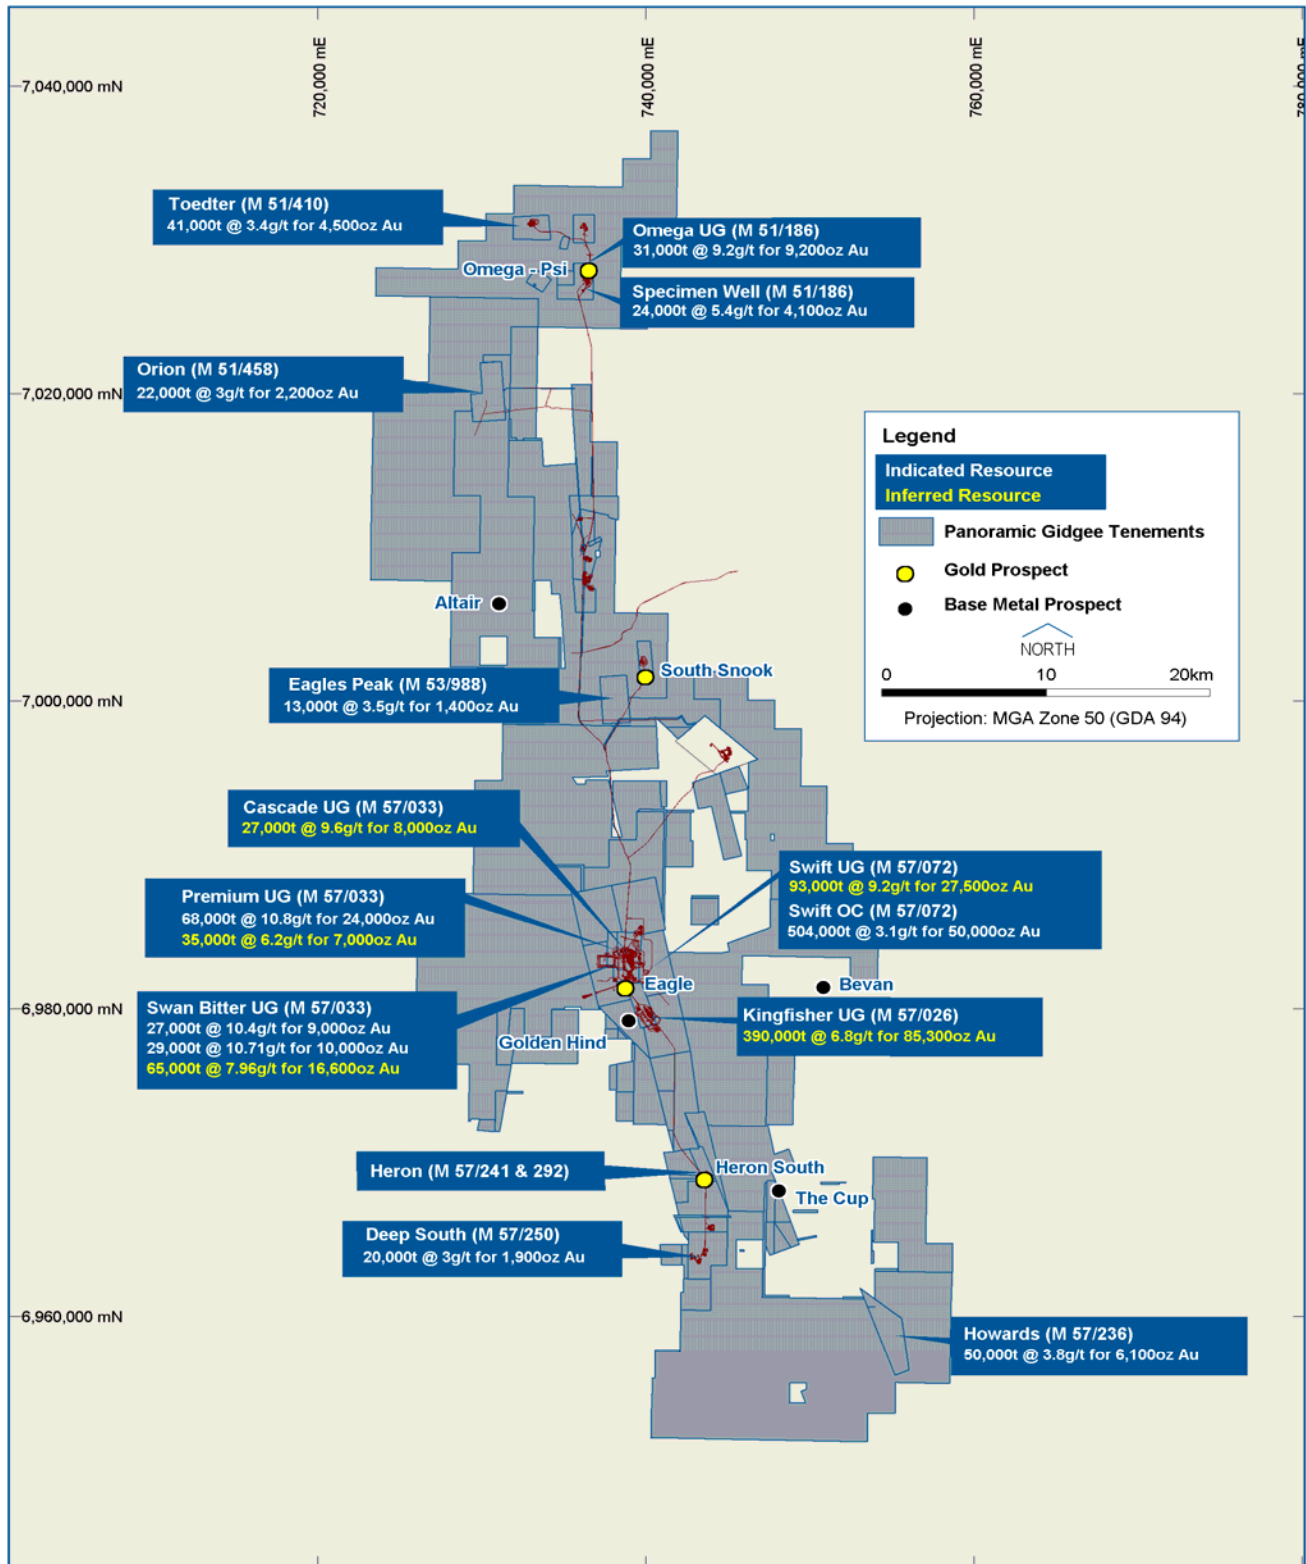 720,000 mE
740,000 mE
760,000 mE
7,040,000 mN
Toedter (M 51/410)
41,000t @ 3.4g/t for 4,500oz Au
Omega UG (M 51/186)
31,000t @ 9.2g/t for 9,200oz Au
Omega - Psi
Specimen Well (M 51/186)
24,000t @ 5.4g/t for 4,100oz Au
Orion (M 51/458)
22,000t @ 3g/t for 2,200oz Au
7,020,000 mN
Legend
Indicated Resource
Inferred Resource
Panoramic Gidgee Tenements
Gold Prospect
Base Metal Prospect
NORTH
0 10 20km
Projection: MGA Zone 50 (GDA 94)
Altair
South Snook
Eagles Peak (M 53/988)
13,000t @ 3.5g/t for 1,400oz Au
7,000,000 mN
Cascade UG (M 57/033)
27,000t @ 9.6g/t for 8,000oz Au
Swift UG (M 57/072)
93,000t @ 9.2g/t for 27,500oz Au
Swift OC (M 57/072)
504,000t @ 3.1g/t for 50,000oz Au
Premium UG (M 57/033)
68,000t @ 10.8g/t for 24,000oz Au
35,000t @ 6.2g/t for 7,000oz Au
Eagle
Bevan
Swan Bitter UG (M 57/033)
27,000t @ 10.4g/t for 9,000oz Au
29,000t @ 10.71g/t for 10,000oz Au
65,000t @ 7.96g/t for 16,600oz Au
6,980,000 mN
Kingfisher UG (M 57/026)
390,000t @ 6.8g/t for 85,300oz Au
Golden Hind
Heron (M 57/241 & 292)
Heron South
The Cup
Deep South (M 57/250)
20,000t @ 3g/t for 1,900oz Au
6,960,000 mN
Howards (M 57/236)
50,000t @ 3.8g/t for 6,100oz Au